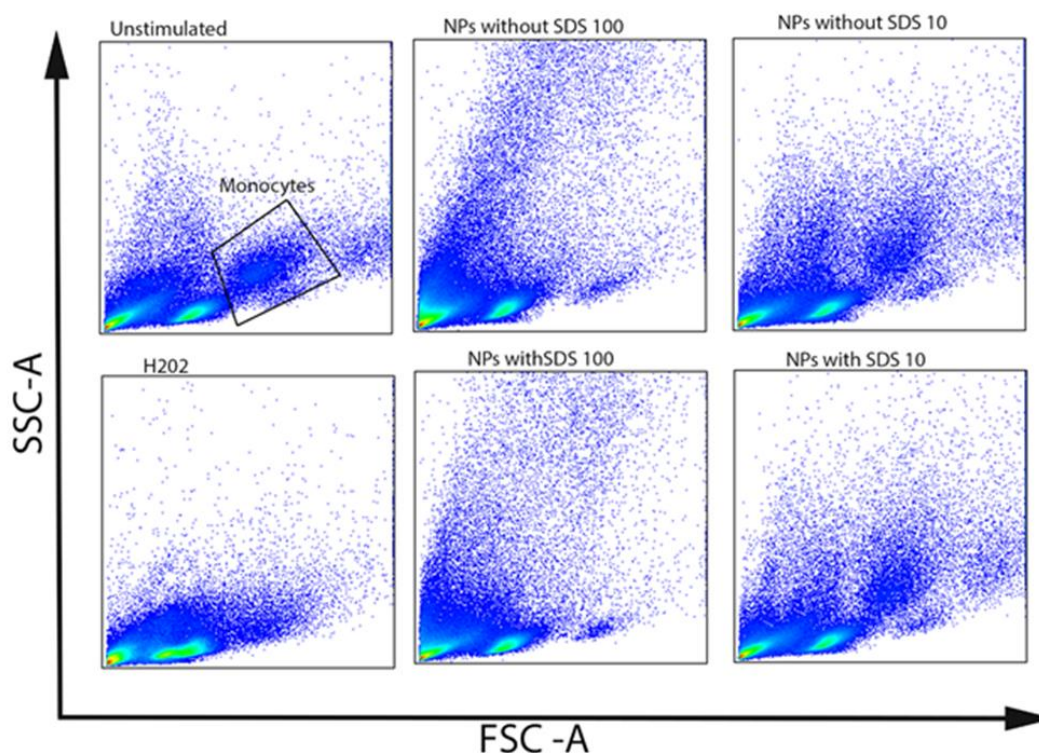 Unstimulated
NPs without SDS 100
NPs without SDS 10
Monocytes
H202
NPs withSDS 100
NPs with SDS 10
SSC-A
FSC -A